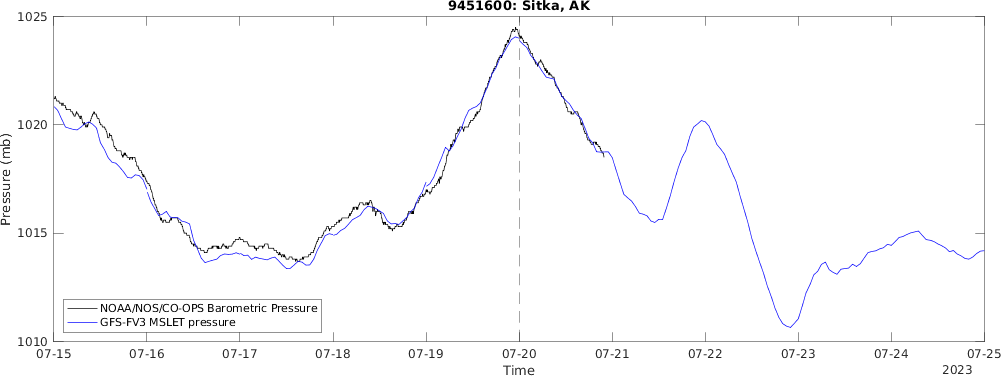 9451600: Sitka, AK
1025
1020
1015
1010
Pressure (mb)
NOAA/NOS/CO-OPS Barometric Pressure
GFS-FV3 MSLET pressure
07-15 07-16 07-17 07-18 07-19 07-20 07-21 07-22 07-23 07-24 07-25
Time
2023